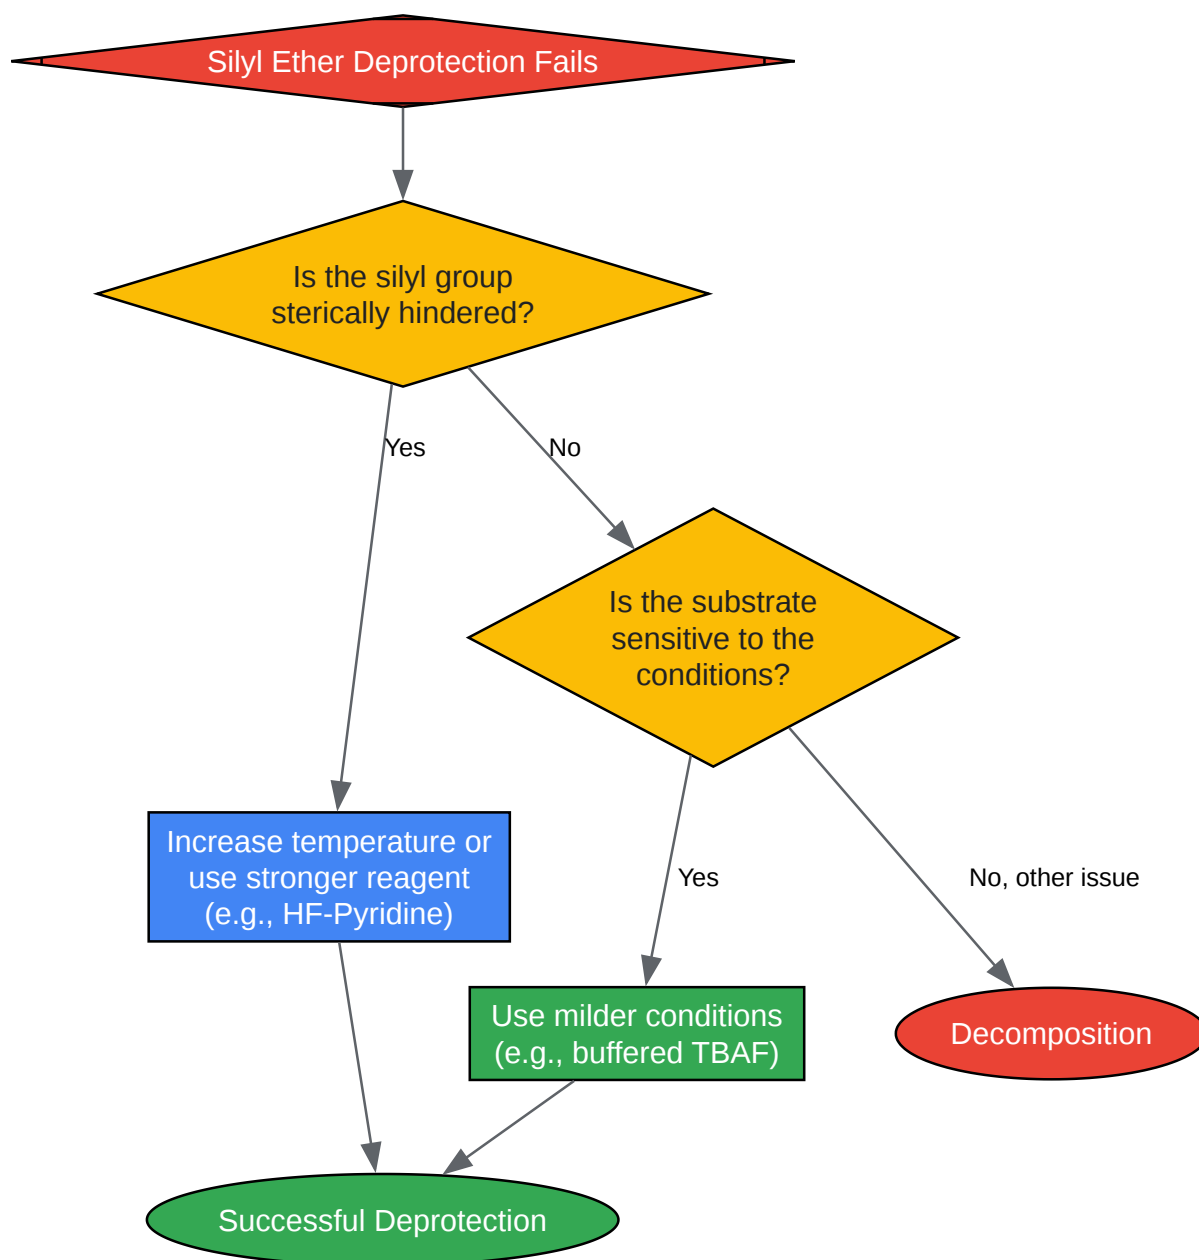 Silyl Ether Deprotection Fails
Is the silyl group
sterically hindered?
Yes
No
Is the substrate
sensitive to the
conditions?
Increase temperature or
use stronger reagent
(e.g., HF-Pyridine)
Yes
No, other issue
Use milder conditions
(e.g., buffered TBAF)
Decomposition
Successful Deprotection